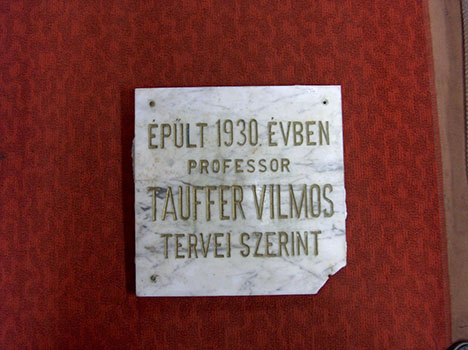 ÉPÜLT 1930. ÉVBEN
PROFESSOR
TAUFFER VILMOS
TERVEI SZERINT